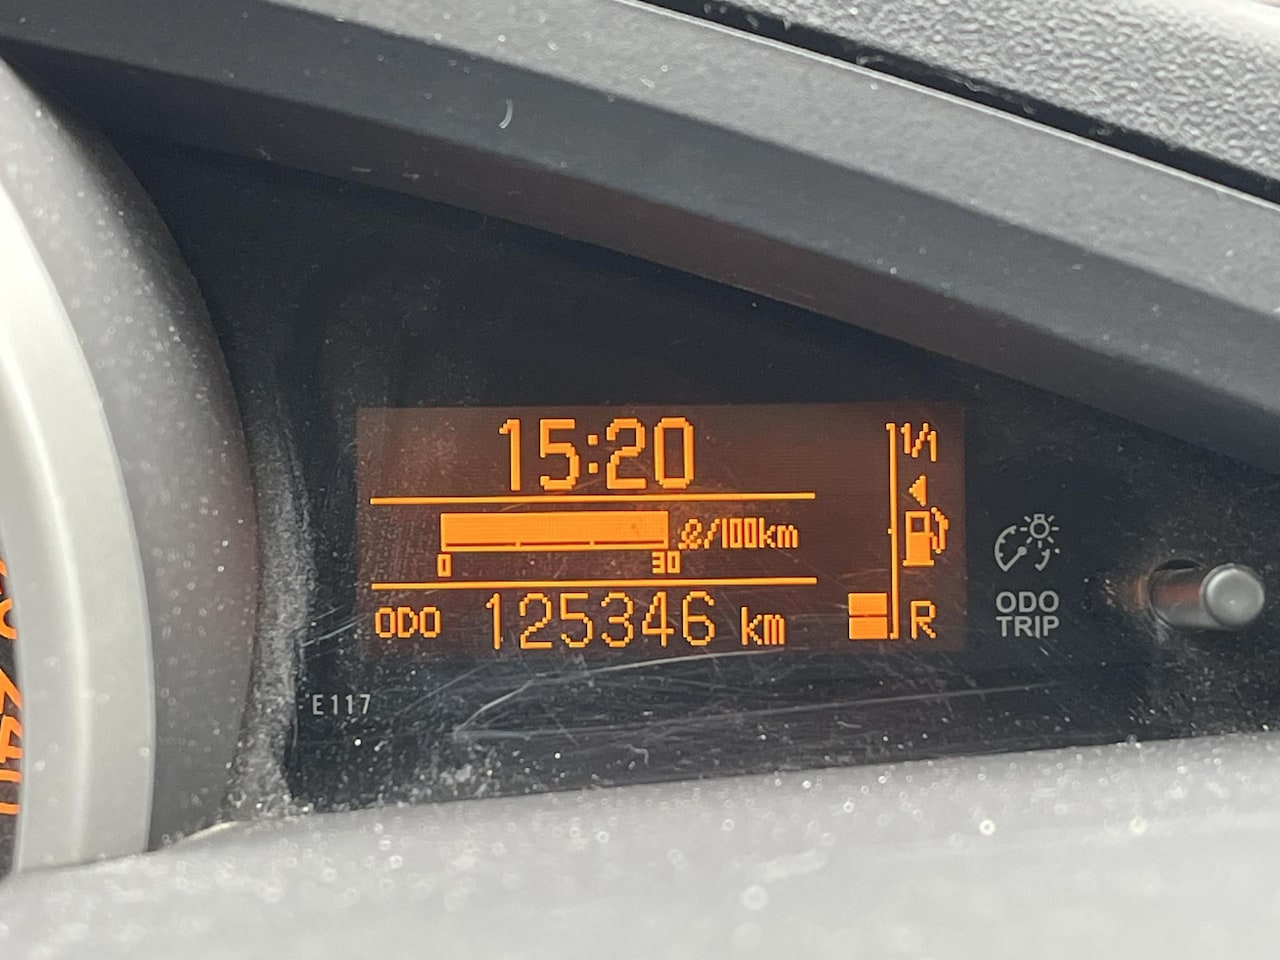 15:20
1/1
ℓ/100km
0 30
ODO 125346 km
R
ODO
TRIP
E117